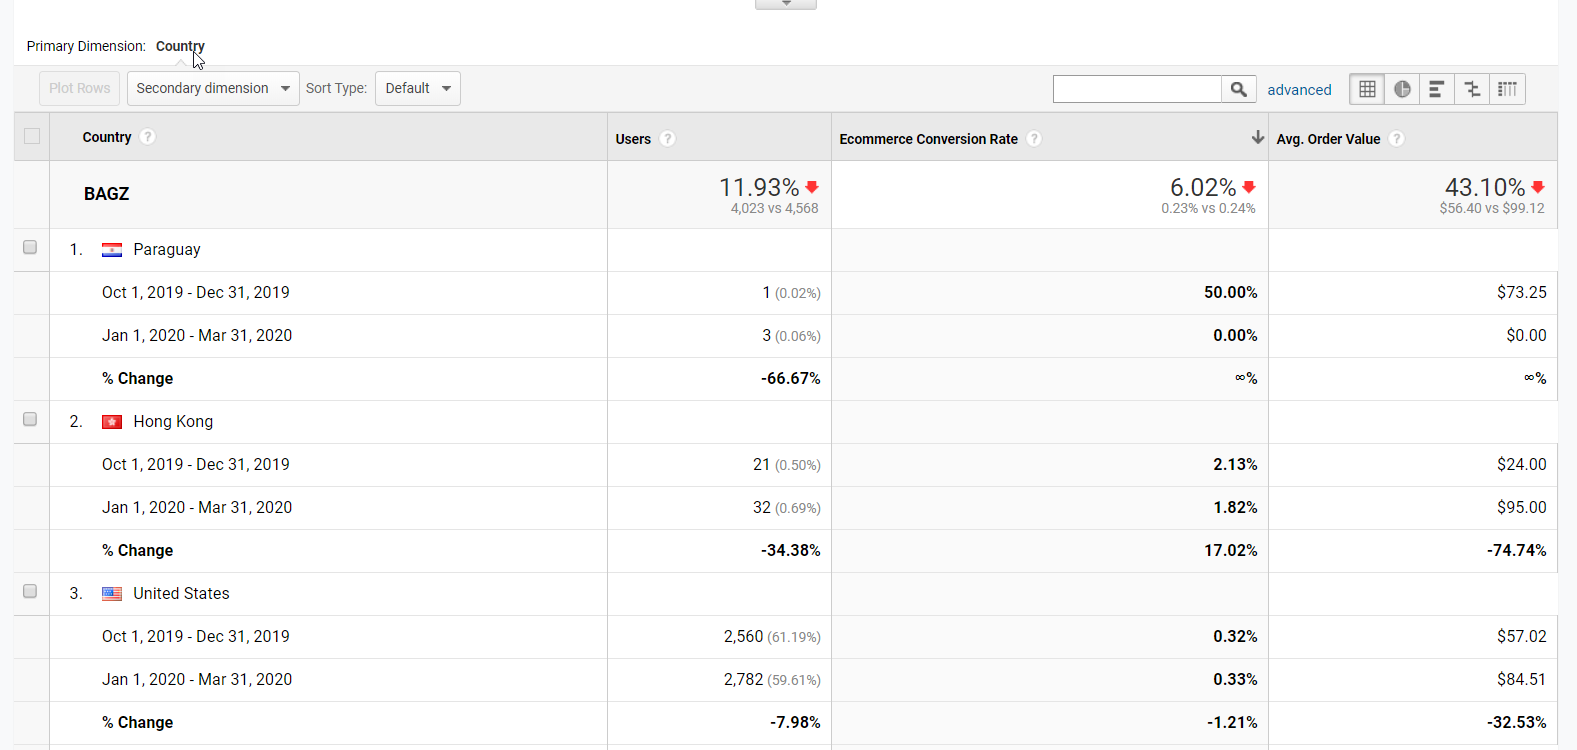 Primary Dimension: Country
Plot Rows Secondary dimension Sort Type: Default advanced
Country ? Users ? Ecommerce Conversion Rate ? Avg. Order Value ?
BAGZ 11.93% 6.02% 43.10%
4,023 vs 4,568 0.23% vs 0.24% $56.40 vs $99.12
1. Paraguay
Oct 1, 2019 - Dec 31, 2019 1 (0.02%) 50.00% $73.25
Jan 1, 2020 - Mar 31, 2020 3 (0.06%) 0.00% $0.00
% Change -66.67% ∞% ∞%
2. Hong Kong
Oct 1, 2019 - Dec 31, 2019 21 (0.50%) 2.13% $24.00
Jan 1, 2020 - Mar 31, 2020 32 (0.69%) 1.82% $95.00
% Change -34.38% 17.02% -74.74%
3. United States
Oct 1, 2019 - Dec 31, 2019 2,560 (61.19%) 0.32% $57.02
Jan 1, 2020 - Mar 31, 2020 2,782 (59.61%) 0.33% $84.51
% Change -7.98% -1.21% -32.53%